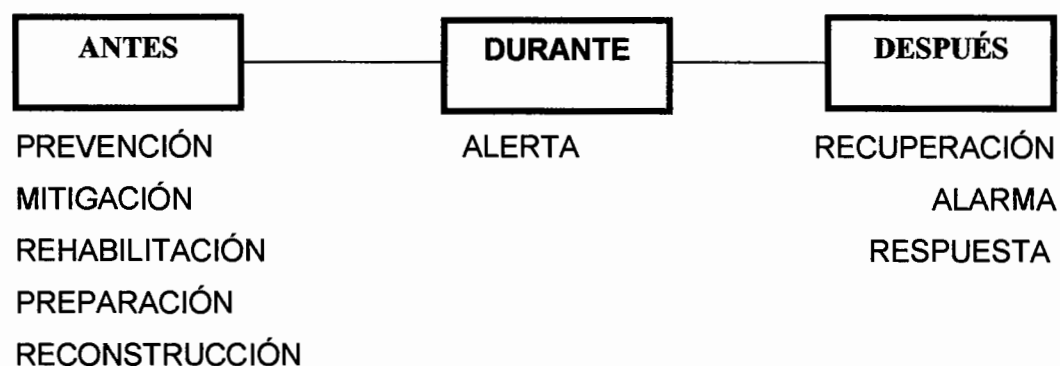 ANTES DURANTE DESPUÉS
PREVENCIÓN ALERTA RECUPERACIÓN
MITIGACIÓN ALARMA
REHABILITACIÓN RESPUESTA
PREPARACIÓN
RECONSTRUCCIÓN